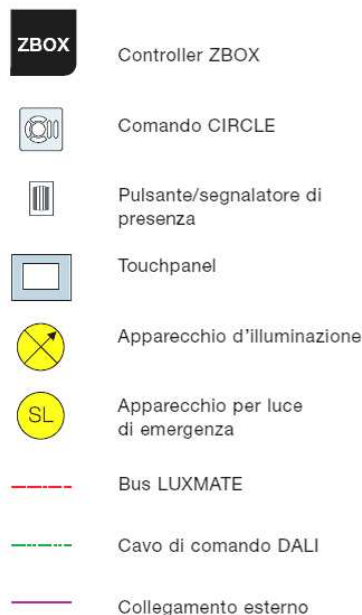 ZBOX
Controller ZBOX
Comando CIRCLE
Pulsante/segnalatore di
presenza
Touchpanel
Apparecchio d'illuminazione
SL
Apparecchio per luce
di emergenza
Bus LUXMATE
Cavo di comando DALI
Collegamento esterno